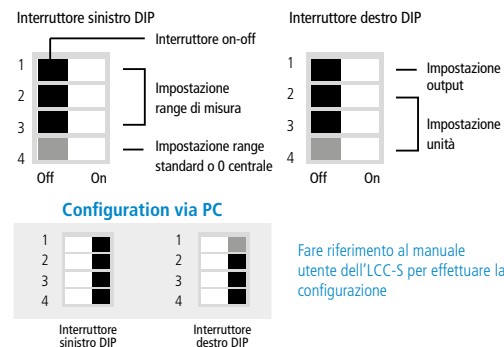 Interruttore sinistro DIP
Interruttore on-off
1
2
3
4
Impostazione
range di misura
Impostazione range
standard o 0 centrale
Off On
Interruttore destro DIP
1
2
3
4
Impostazione
output
Impostazione
unità
Off On
Configuration via PC
1
2
3
4
Interruttore
sinistro DIP
1
2
3
4
Interruttore
destro DIP
Fare riferimento al manuale
utente dell'LCC-S per effettuare la
configurazione